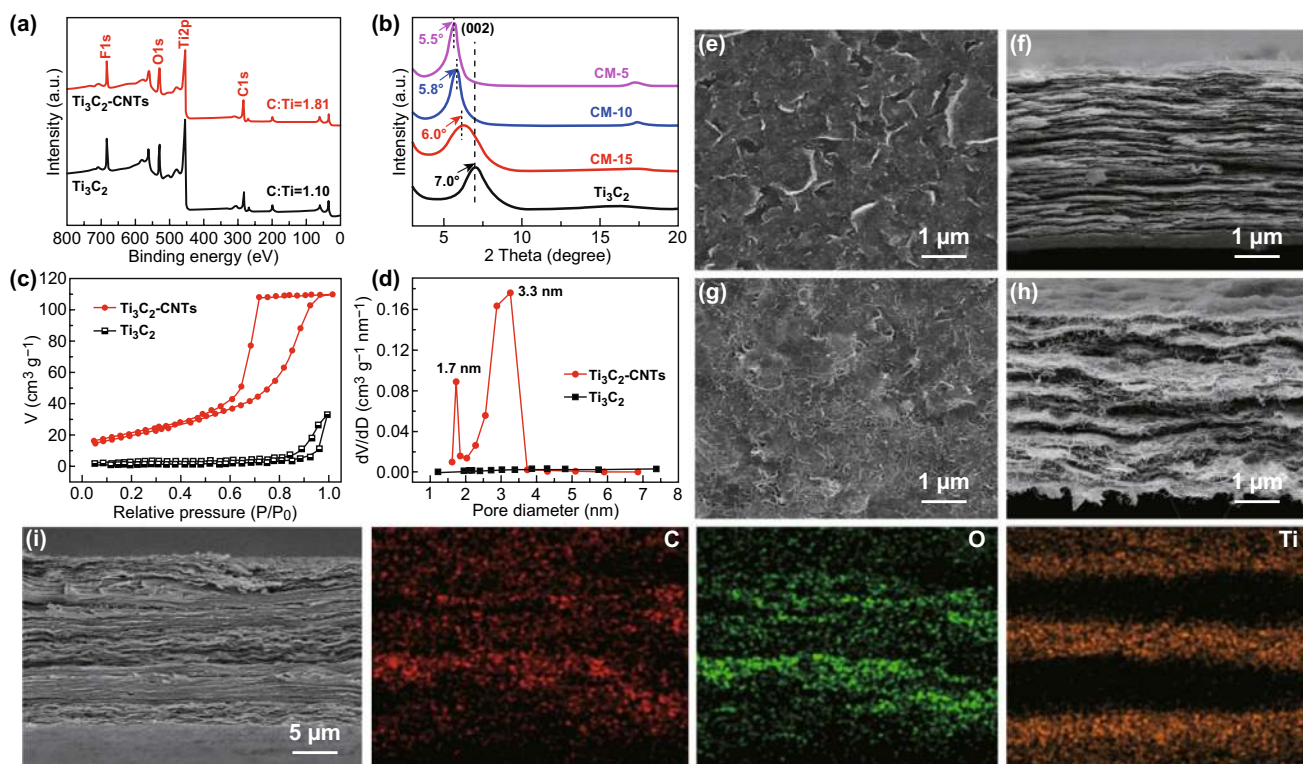 (a)
Intensity (a.u.)
F1s
O1s
Ti2p
C1s
Ti₃C₂-CNTs
C:Ti=1.81
Ti₃C₂
C:Ti=1.10
800 700 600 500 400 300 200 100 0
Binding energy (eV)
(b)
Intensity (a.u.)
(002)
5.5°
CM-5
5.8°
CM-10
6.0°
CM-15
7.0°
Ti₃C₂
5 10 15 20
2 Theta (degree)
(c)
V (cm³ g⁻¹)
120
100
80
60
40
20
0
Ti₃C₂-CNTs
Ti₃C₂
0.0 0.2 0.4 0.6 0.8 1.0
Relative pressure (P/P₀)
(d)
dV/dD (cm³ g⁻¹ nm⁻¹)
0.16
0.12
0.08
0.04
0.00
3.3 nm
1.7 nm
Ti₃C₂-CNTs
Ti₃C₂
1 2 3 4 5 6 7 8
Pore diameter (nm)
(e)
1 µm
(f)
1 µm
(g)
1 µm
(h)
1 µm
(i)
5 µm
C
O
Ti